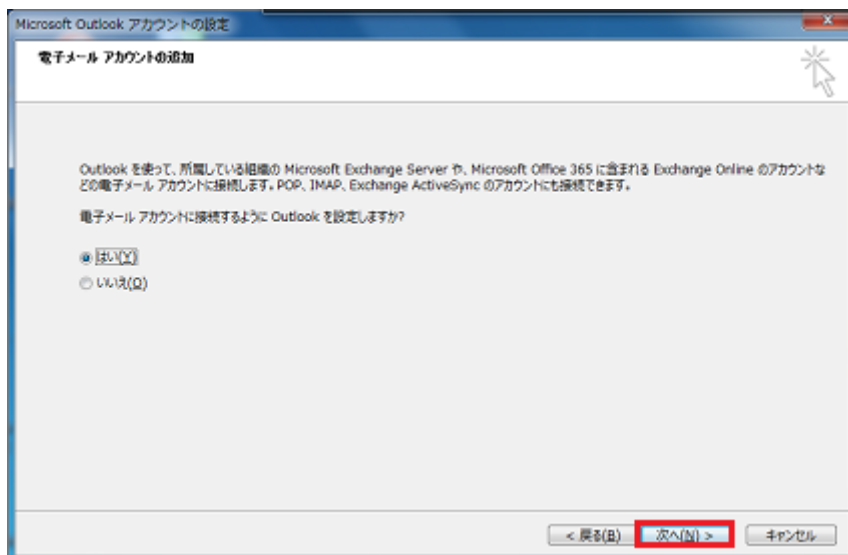 Microsoft Outlook アカウントの設定
電子メール アカウントの追加
Outlook を使って、所属している組織の Microsoft Exchange Server や、Microsoft Office 365 に含まれる Exchange Online のアカウントな
どの電子メール アカウントに接続します。POP、IMAP、Exchange ActiveSync のアカウントにも接続できます。
電子メール アカウントに接続するように Outlook を設定しますか?
はい(Y)
いいえ(O)
< 戻る(B) 次へ(N) > キャンセル